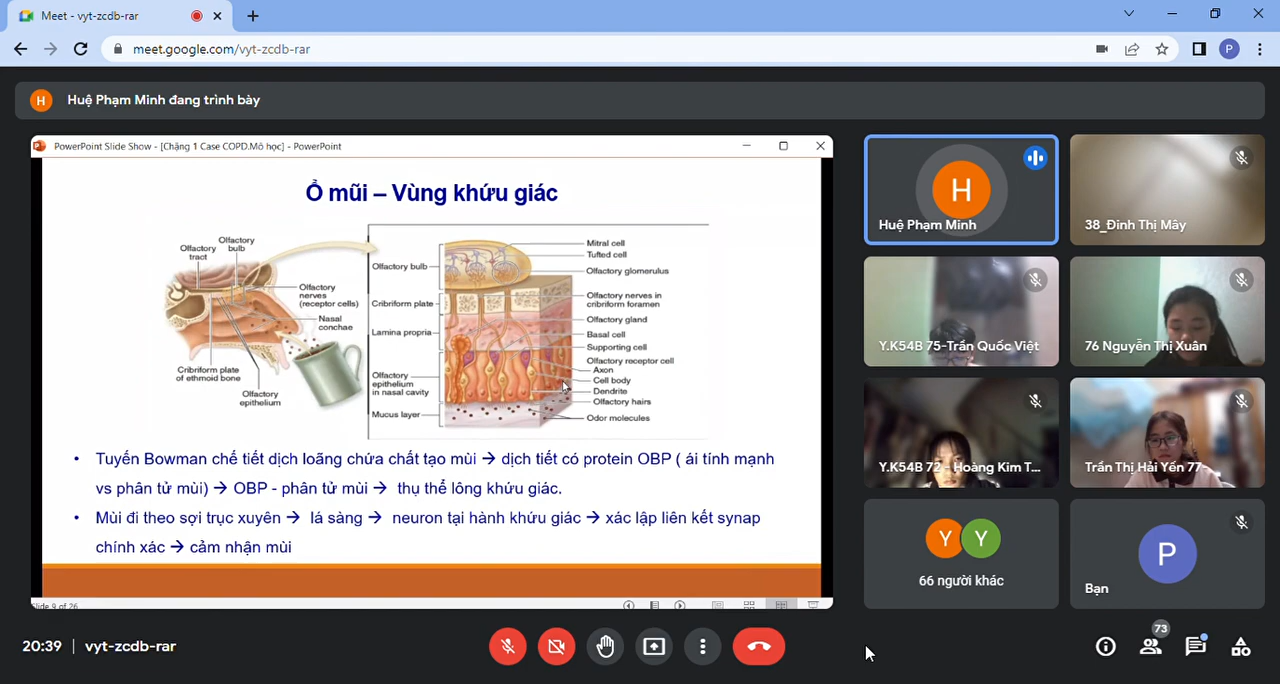 Meet - vyt-zcdb-rar
meet.google.com/vyt-zcdb-rar
P
H
Huệ Phạm Minh đang trình bày
PowerPoint Slide Show - [Chặng 1 Case COPD.Mô học] - PowerPoint
Ổ mũi – Vùng khứu giác
Olfactory
tract
Olfactory
bulb
Olfactory
nerves
(receptor cells)
Nasal
conchae
Cribriform plate
of ethmoid bone
Olfactory
epithelium
Olfactory bulb
Cribriform plate
Lamina propria
Olfactory
epithelium
in nasal cavity
Mucus layer
Mitral cell
Tufted cell
Olfactory glomerulus
Olfactory nerves in
cribriform foramen
Olfactory gland
Basal cell
Supporting cell
Olfactory receptor cell
Axon
Cell body
Dendrite
Olfactory hairs
Odor molecules
• Tuyến Bowman chế tiết dịch loãng chứa chất tạo mùi → dịch tiết có protein OBP ( ái tính mạnh
vs phân tử mùi) → OBP - phân tử mùi → thụ thể lông khứu giác.
• Mùi đi theo sợi trục xuyên → lá sàng → neuron tại hành khứu giác → xác lập liên kết synap
chính xác → cảm nhận mùi
Slide 9 of 26
H
Huệ Phạm Minh
38_Đinh Thị Mây
Y.K54B 75-Trần Quốc Việt
76 Nguyễn Thị Xuân
Y.K54B 72 - Hoàng Kim T...
Trần Thị Hải Yến 77-
Y Y
66 người khác
P
Bạn
20:39 | vyt-zcdb-rar
73